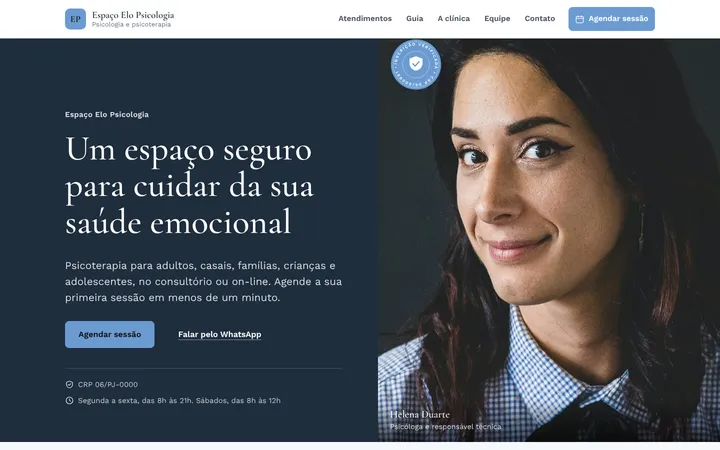 EP
Espaço Elo Psicologia
Psicologia e psicoterapia
Atendimentos
Guia
A clínica
Equipe
Contato
Agendar sessão
INSCRIÇÃO VERIFICADA
Espaço Elo Psicologia
Um espaço seguro
para cuidar da sua
saúde emocional
Psicoterapia para adultos, casais, famílias, crianças e
adolescentes, no consultório ou on-line. Agende a sua
primeira sessão em menos de um minuto.
Agendar sessão
Falar pelo WhatsApp
CRP 06/PJ-0000
Segunda a sexta, das 8h às 21h. Sábados, das 8h às 12h
Helena Duarte
Psicóloga e responsável técnica